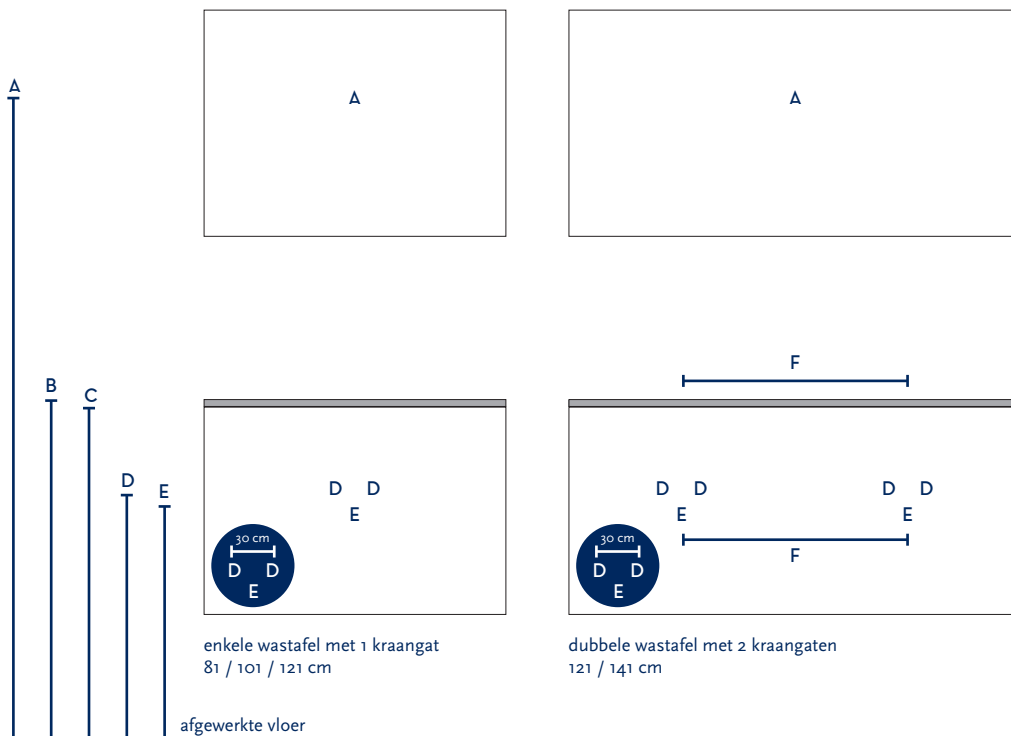 A
A
A
F
B
C
D
E
D D
E
30 cm
D D
E
D D
E
D D
E
F
30 cm
D D
E
enkele wastafel met 1 kraangat
81 / 101 / 121 cm
dubbele wastafel met 2 kraangaten
121 / 141 cm
afgewerkte vloer